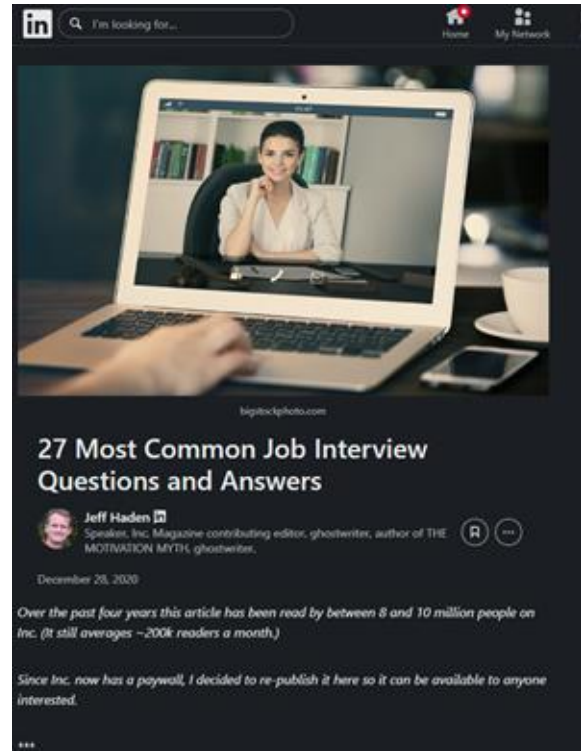 in
I'm looking for...
Home
My Network
bigstockphoto.com
27 Most Common Job Interview
Questions and Answers
Jeff Haden in
Speaker, Inc. Magazine contributing editor, ghostwriter, author of THE
MOTIVATION MYTH, ghostwriter.
December 28, 2020
Over the past four years this article has been read by between 8 and 10 million people on
Inc. (It still averages ~200k readers a month.)
Since Inc. now has a paywall, I decided to re-publish it here so it can be available to anyone
interested.
***